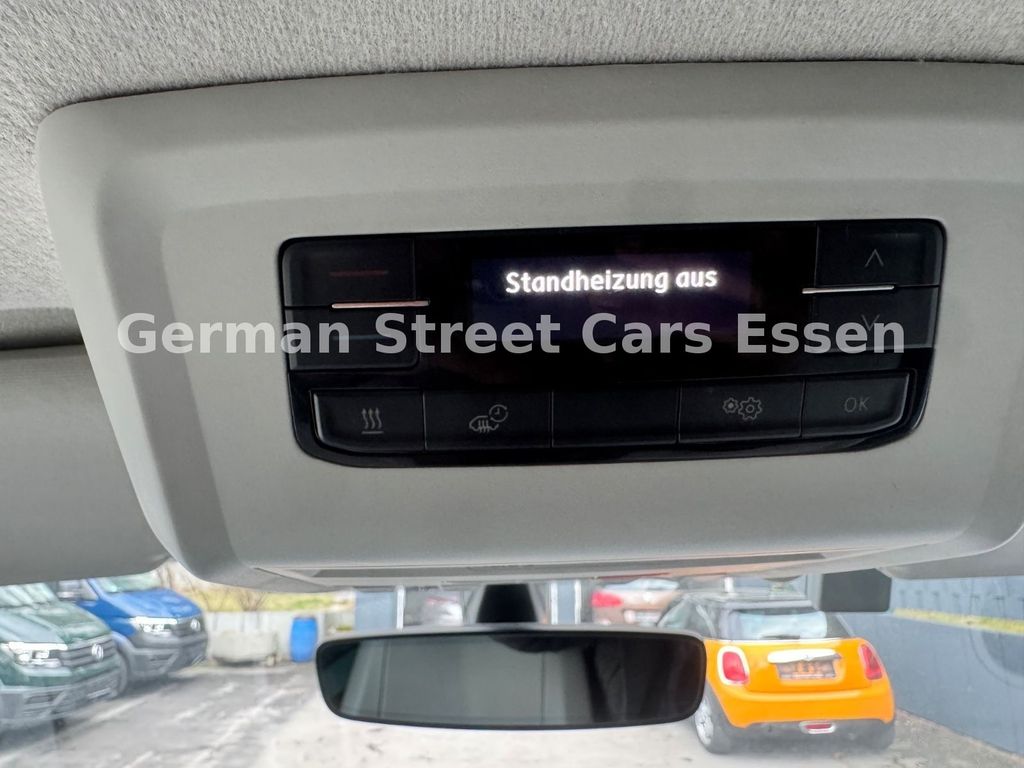 Standheizung aus
German Street Cars Essen
OK